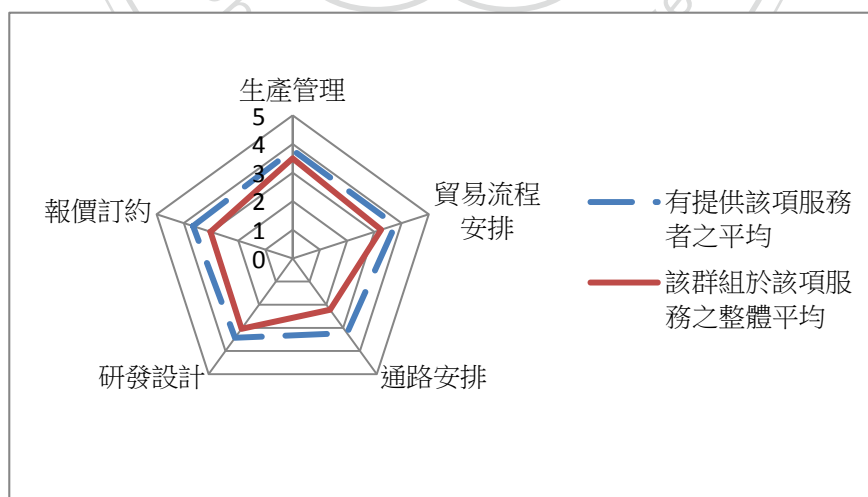 生產管理
5
4
3
2
1
0
貿易流程
安排
通路安排
研發設計
報價訂約
有提供該項服務
者之平均
該群組於該項服
務之整體平均